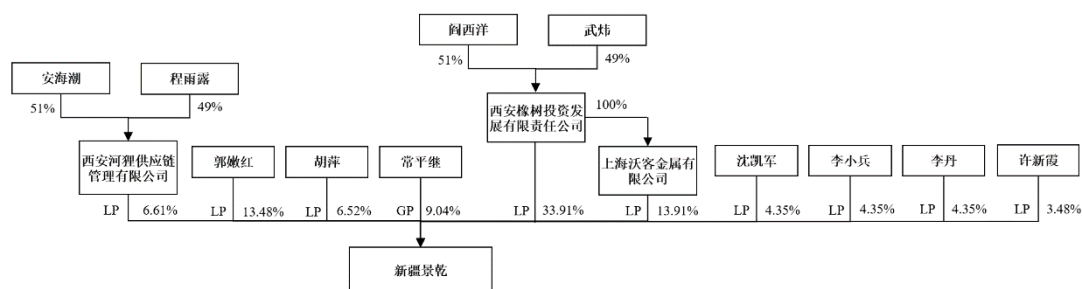 阎西洋
武炜
51%
49%
安海潮
程雨露
51%
49%
西安橡树投资发
展有限责任公司
100%
西安河狸供应链
管理有限公司
郭嫩红
胡萍
常平继
上海沃客金属有
限公司
沈凯军
李小兵
李丹
许新霞
LP
6.61%
LP
13.48%
LP
6.52%
GP
9.04%
LP
33.91%
LP
13.91%
LP
4.35%
LP
4.35%
LP
4.35%
LP
3.48%
新疆景乾